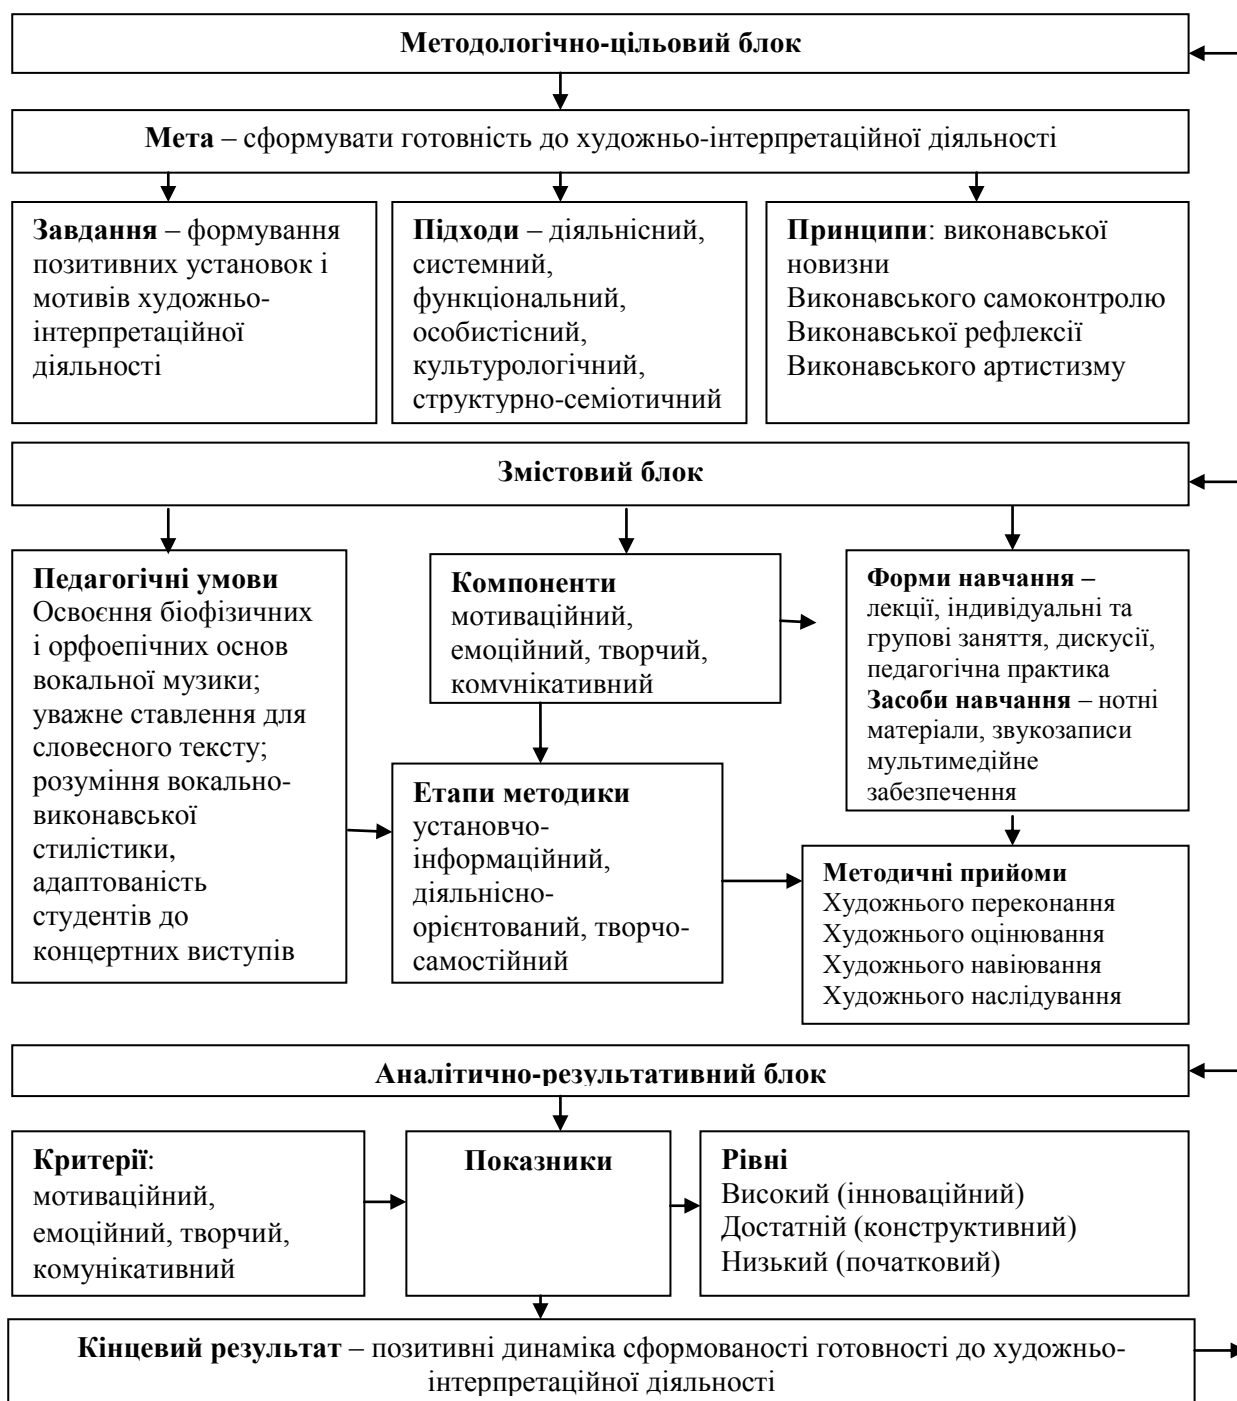 Методологічно-цільовий блок
Мета – сформувати готовність до художньо-інтерпретаційної діяльності
Завдання – формування
позитивних установок і
мотивів художньо-
інтерпретаційної
діяльності
Підходи – діяльнісний,
системний,
функціональний,
особистісний,
культурологічний,
структурно-семіотичний
Принципи: виконавської
новизни
Виконавського самоконтролю
Виконавської рефлексії
Виконавського артистизму
Змістовий блок
Педагогічні умови
Освоєння біофізичних
і орфоепічних основ
вокальної музики;
уважне ставлення для
словесного тексту;
розуміння вокально-
виконавської
стилістики,
адаптованість
студентів до
концертних виступів
Компоненти
мотиваційний,
емоційний, творчий,
комунікативний
Форми навчання –
лекції, індивідуальні та
групові заняття, дискусії,
педагогічна практика
Засоби навчання – нотні
матеріали, звукозаписи
мультимедійне
забезпечення
Етапи методики
установчо-
інформаційний,
діяльнісно-
орієнтований, творчо-
самостійний
Методичні прийоми
Художнього переконання
Художнього оцінювання
Художнього навіювання
Художнього наслідування
Аналітично-результативний блок
Критерії:
мотиваційний,
емоційний, творчий,
комунікативний
Показники
Рівні
Високий (інноваційний)
Достатній (конструктивний)
Низький (початковий)
Кінцевий результат – позитивні динаміка сформованості готовності до художньо-
інтерпретаційної діяльності